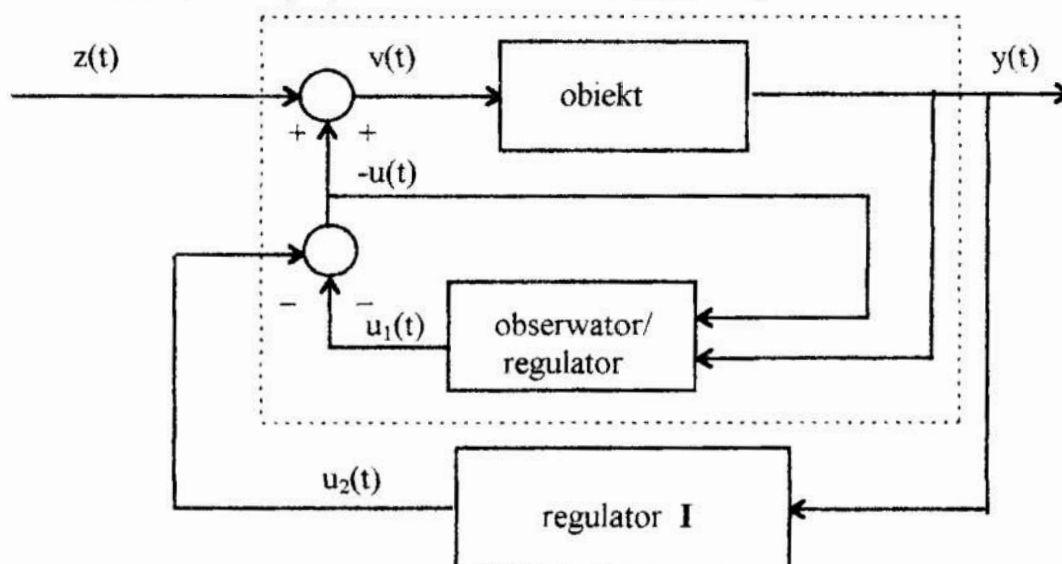 z(t)
v(t)
obiekt
y(t)
+ +
-u(t)
- -
u₁(t)
obserwator/
regulator
u₂(t)
regulator I